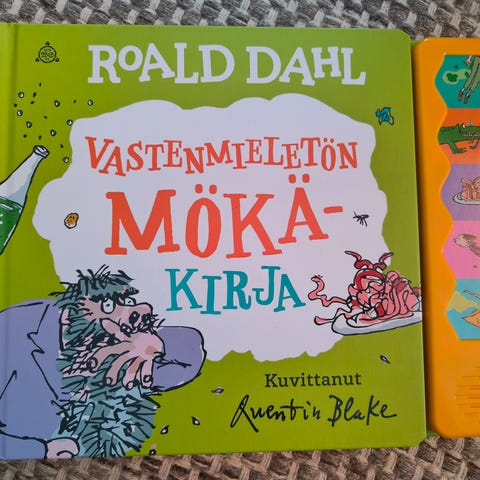 ROALD DAHL
VASTENMIELETÖN
MÖKÄ-
KIRJA
Kuvittanut
Quentin Blake